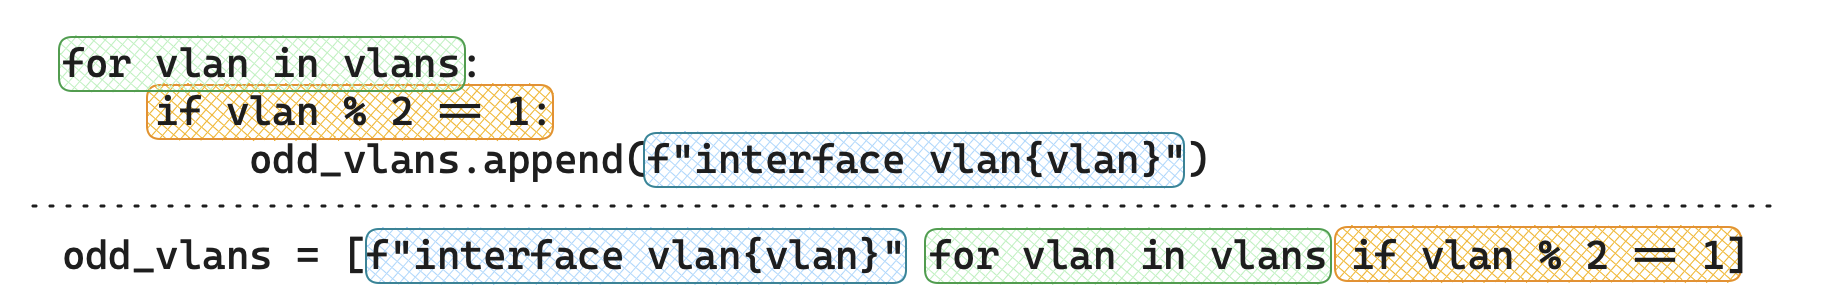 for vlan in vlans:
if vlan % 2 == 1:
odd_vlans.append(f"interface vlan{vlan}")
odd_vlans = [f"interface vlan{vlan}" for vlan in vlans if vlan % 2 == 1]